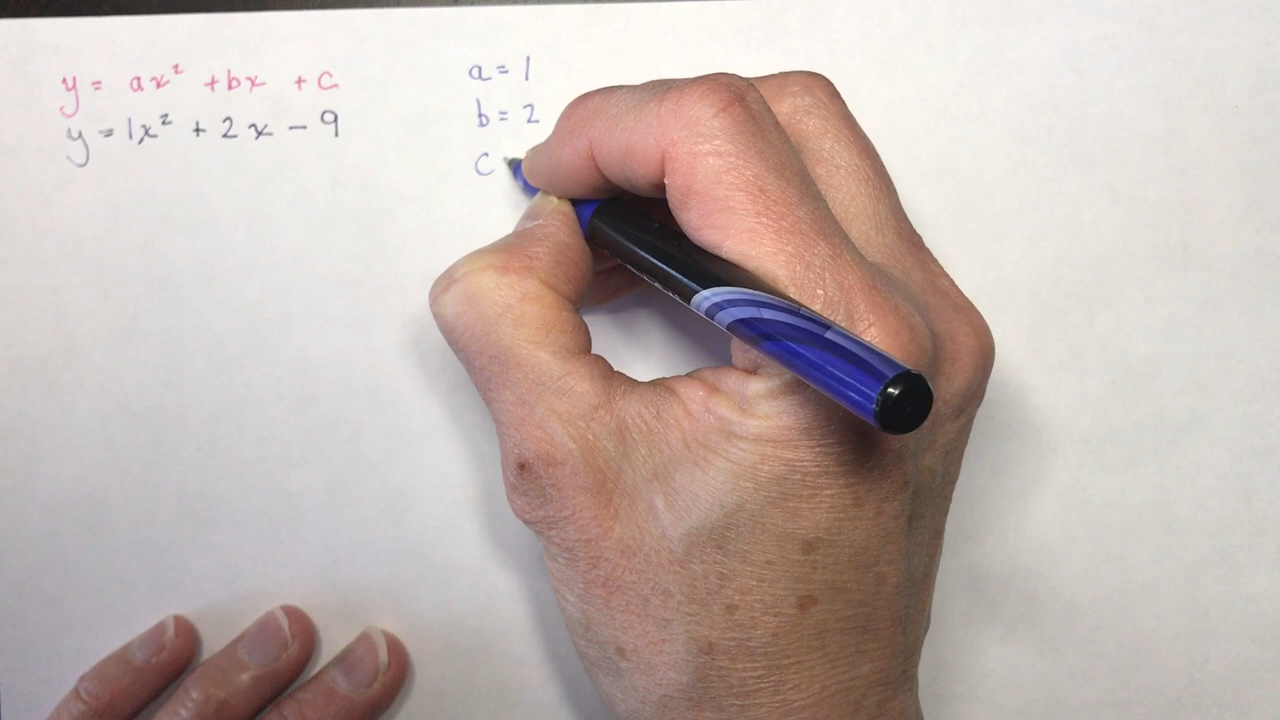 y = ax² + bx + c
y = 1x² + 2x - 9
a = 1
b = 2
c